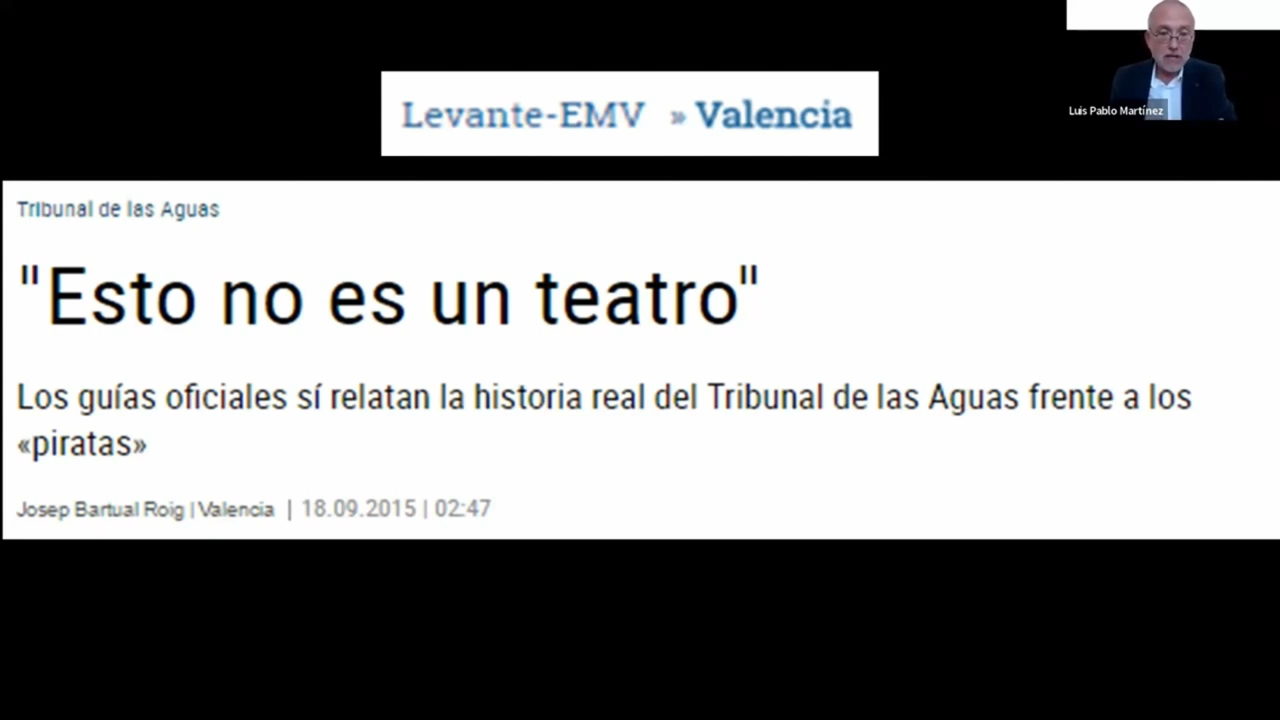 Levante-EMV » Valencia
Luis Pablo Martínez
Tribunal de las Aguas
"Esto no es un teatro"
Los guías oficiales sí relatan la historia real del Tribunal de las Aguas frente a los
«piratas»
Josep Bartual Roig | Valencia | 18.09.2015 | 02:47